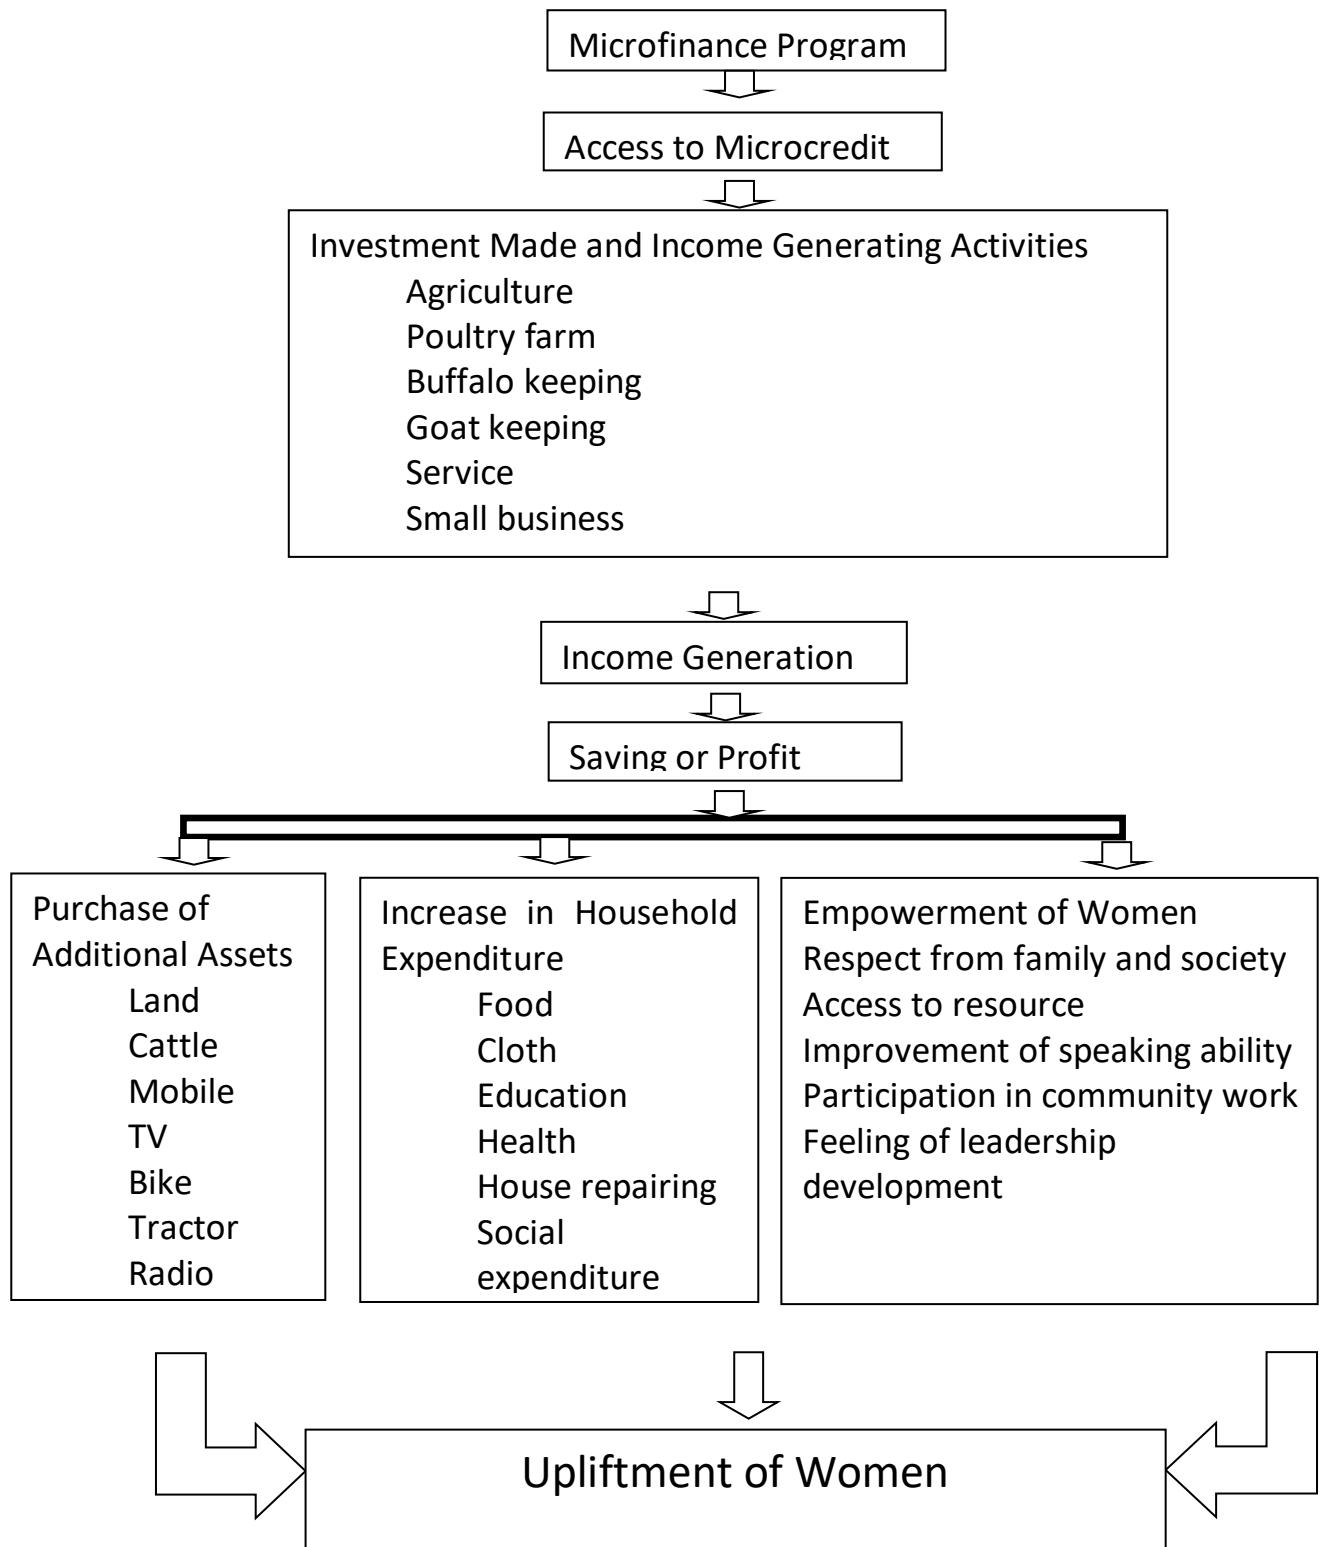 Microfinance Program
Access to Microcredit
Investment Made and Income Generating Activities
Agriculture
Poultry farm
Buffalo keeping
Goat keeping
Service
Small business
Income Generation
Saving or Profit
Purchase of
Additional Assets
Land
Cattle
Mobile
TV
Bike
Tractor
Radio
Increase in Household
Expenditure
Food
Cloth
Education
Health
House repairing
Social
expenditure
Empowerment of Women
Respect from family and society
Access to resource
Improvement of speaking ability
Participation in community work
Feeling of leadership
development
Upliftment of Women